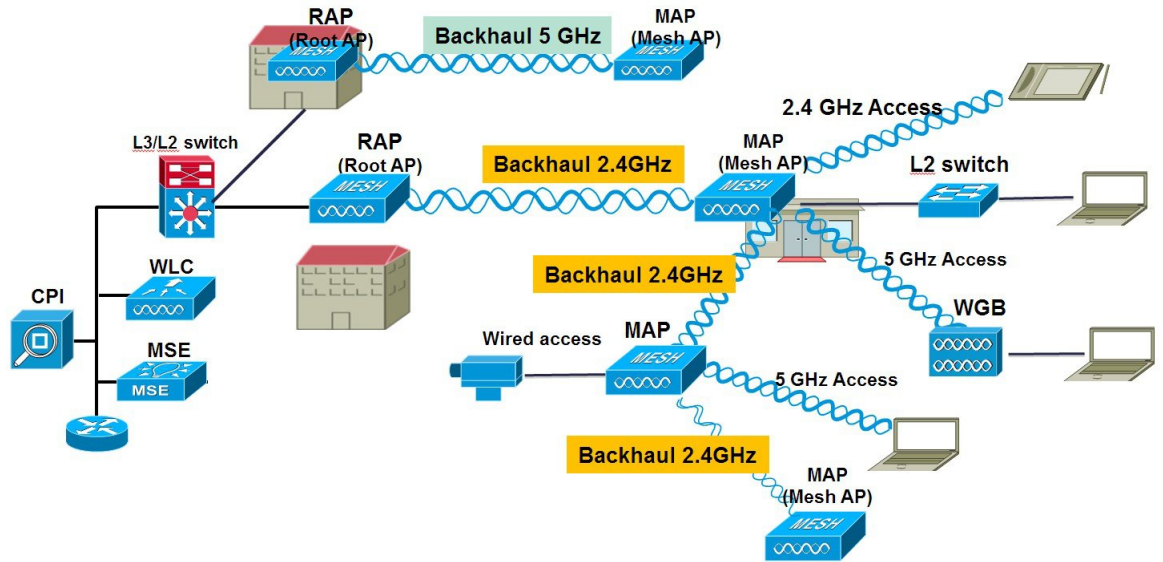 RAP
(Root AP)
MESH
Backhaul 5 GHz
MAP
(Mesh AP)
MESH
2.4 GHz Access
L3/L2 switch
RAP
(Root AP)
MESH
Backhaul 2.4GHz
MAP
(Mesh AP)
MESH
L2 switch
5 GHz Access
WLC
CPI
Backhaul 2.4GHz
WGB
MSE
MSE
Wired access
MAP
MESH
5 GHz Access
Backhaul 2.4GHz
MAP
(Mesh AP)
MESH